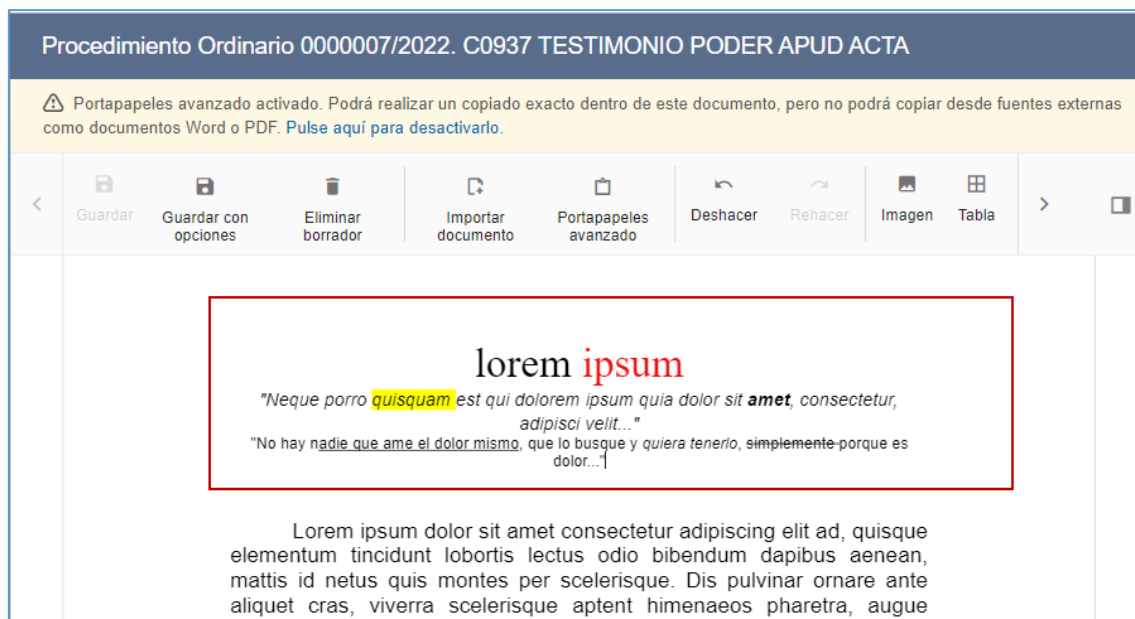 Procedimiento Ordinario 0000007/2022. C0937 TESTIMONIO PODER APUD ACTA
Portapapeles avanzado activado. Podrá realizar un copiado exacto dentro de este documento, pero no podrá copiar desde fuentes externas
como documentos Word o PDF. Pulse aquí para desactivarlo.
Guardar
Guardar con
opciones
Eliminar
borrador
Importar
documento
Portapapeles
avanzado
Deshacer
Rehacer
Imagen
Tabla
lorem ipsum
"Neque porro quisquam est qui dolorem ipsum quia dolor sit amet, consectetur,
adipisci velit..."
"No hay nadie que ame el dolor mismo, que lo busque y quiera tenerlo, simplemente porque es
dolor..."
Lorem ipsum dolor sit amet consectetur adipiscing elit ad, quisque
elementum tincidunt lobortis lectus odio bibendum dapibus aenean,
mattis id netus quis montes per scelerisque. Dis pulvinar ornare ante
aliquet cras, viverra scelerisque aptent himenaeos pharetra, augue